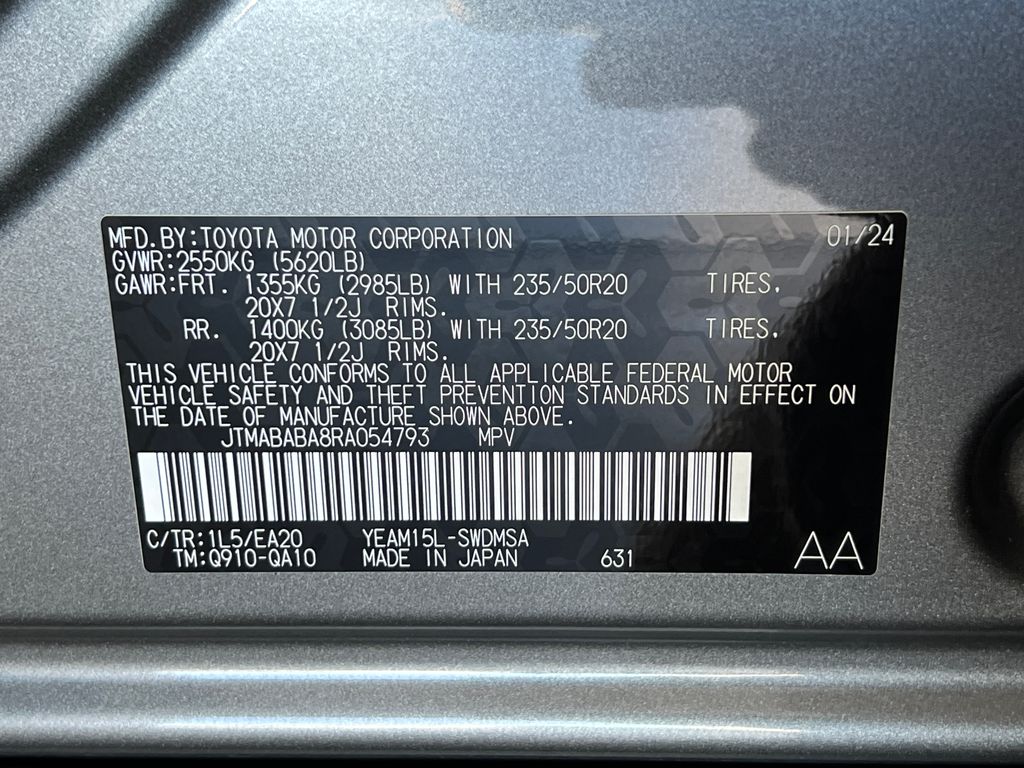 MFD.BY:TOYOTA MOTOR CORPORATION 01/24
GVWR:2550KG (5620LB)
GAWR:FRT. 1355KG (2985LB) WITH 235/50R20 TIRES,
20X7 1/2J RIMS.
RR. 1400KG (3085LB) WITH 235/50R20 TIRES,
20X7 1/2J RIMS.
THIS VEHICLE CONFORMS TO ALL APPLICABLE FEDERAL MOTOR
VEHICLE SAFETY AND THEFT PREVENTION STANDARDS IN EFFECT ON
THE DATE OF MANUFACTURE SHOWN ABOVE.
JTMABABA8RA054793 MPV
C/TR:1L5/EA20 YEAM15L-SWDMSA
TM:Q910-QA10 MADE IN JAPAN 631 AA